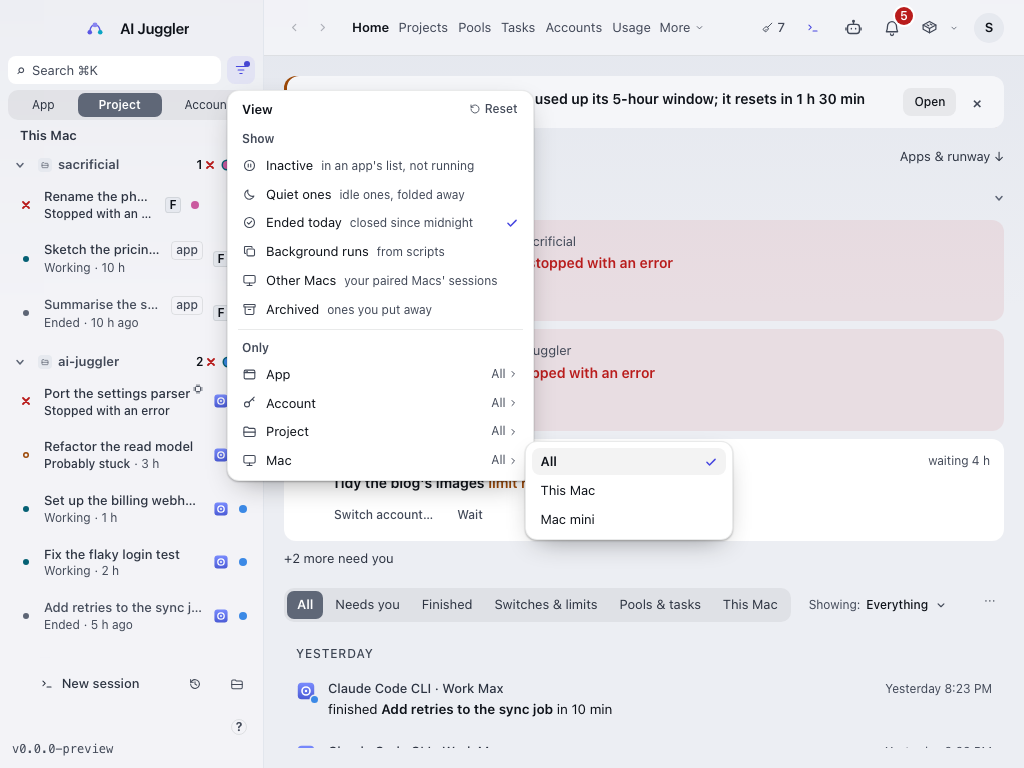 AI Juggler
Home Projects Pools Tasks Accounts Usage More
7
5
S
Search ⌘K
App Project
This Mac
sacrificial 1
Rename the ph... F
Stopped with an ...
Sketch the pricin... app F
Working · 10 h
Summarise the s... app F
Ended · 10 h ago
ai-juggler 2
Port the settings parser
Stopped with an error
Refactor the read model
Probably stuck · 3 h
Set up the billing webh...
Working · 1 h
Fix the flaky login test
Working · 2 h
Add retries to the sync j...
Ended · 5 h ago
New session
?
v0.0.0-preview
View Reset
Show
Inactive in an app's list, not running
Quiet ones idle ones, folded away
Ended today closed since midnight
Background runs from scripts
Other Macs your paired Macs' sessions
Archived ones you put away
Only
App All
Account All
Project All
Mac All
All
This Mac
Mac mini
used up its 5-hour window; it resets in 1 h 30 min
Open
Apps & runway ↓
stopped with an error
waiting 4 h
Tidy the blog's images limit
Switch account... Wait
+2 more need you
All Needs you Finished Switches & limits Pools & tasks This Mac Showing: Everything ...
YESTERDAY
Claude Code CLI · Work Max Yesterday 8:23 PM
finished Add retries to the sync job in 10 min